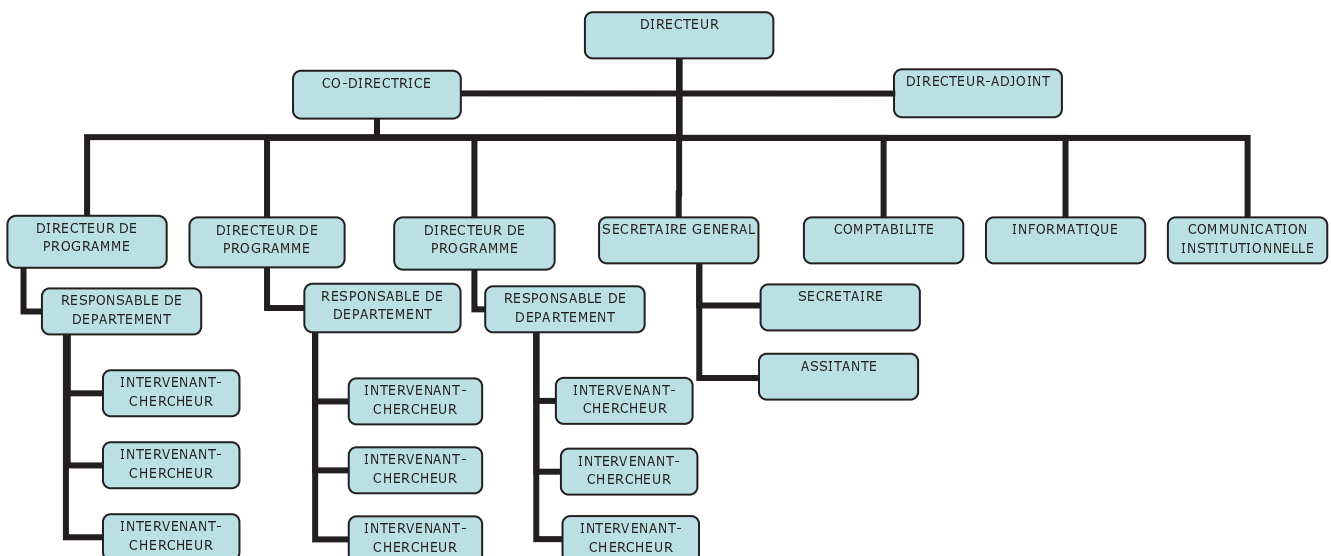 DIRECTEUR
CO-DIRECTRICE
DIRECTEUR-ADJOINT
DIRECTEUR DE
PROGRAMME
DIRECTEUR DE
PROGRAMME
DIRECTEUR DE
PROGRAMME
SECRETAIRE GENERAL
COMPTABILITE
INFORMATIQUE
COMMUNICATION
INSTITUTIONNELLE
RESPONSABLE DE
DEPARTEMENT
RESPONSABLE DE
DEPARTEMENT
RESPONSABLE DE
DEPARTEMENT
SECRETAIRE
ASSITANTE
INTERVENANT-
CHERCHEUR
INTERVENANT-
CHERCHEUR
INTERVENANT-
CHERCHEUR
INTERVENANT-
CHERCHEUR
INTERVENANT-
CHERCHEUR
INTERVENANT-
CHERCHEUR
INTERVENANT-
CHERCHEUR
INTERVENANT-
CHERCHEUR
INTERVENANT-
CHERCHEUR